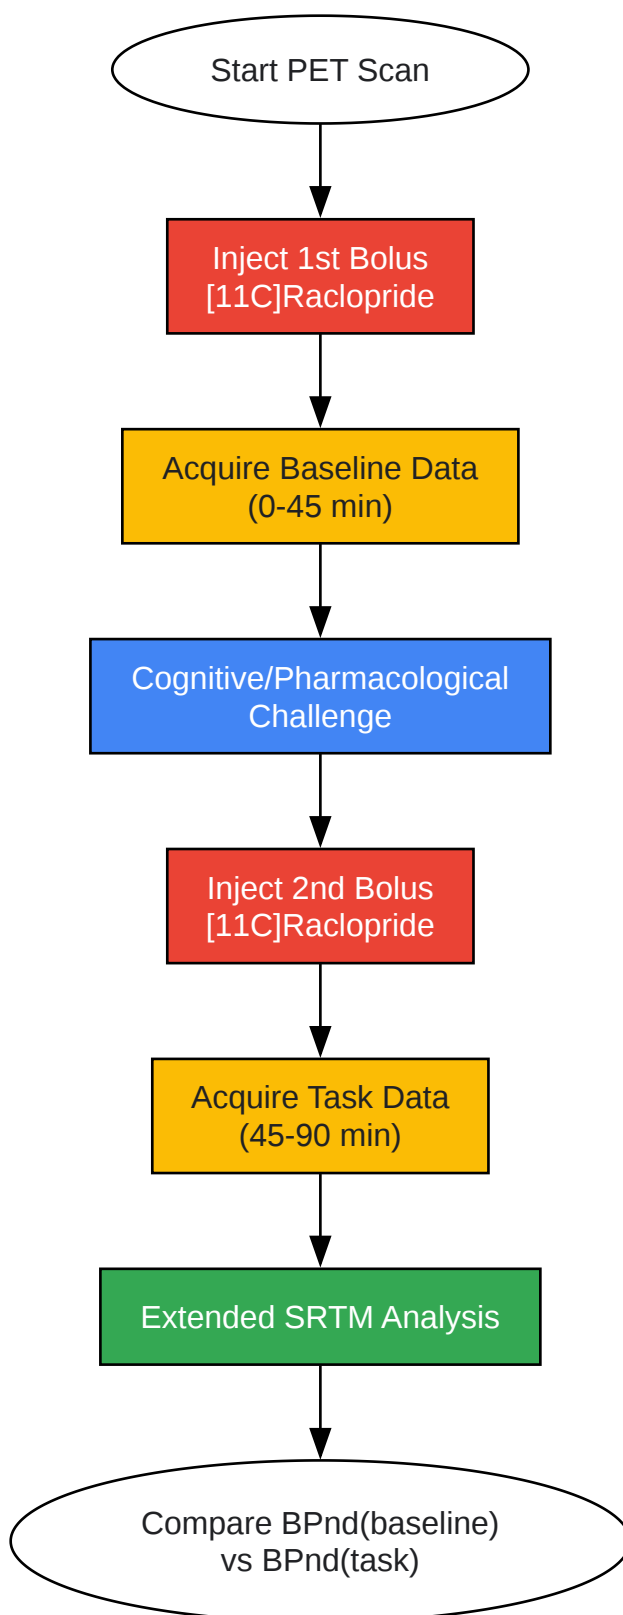 Start PET Scan
Inject 1st Bolus
[11C]Raclopride
Acquire Baseline Data
(0-45 min)
Cognitive/Pharmacological
Challenge
Inject 2nd Bolus
[11C]Raclopride
Acquire Task Data
(45-90 min)
Extended SRTM Analysis
Compare BPnd(baseline)
vs BPnd(task)